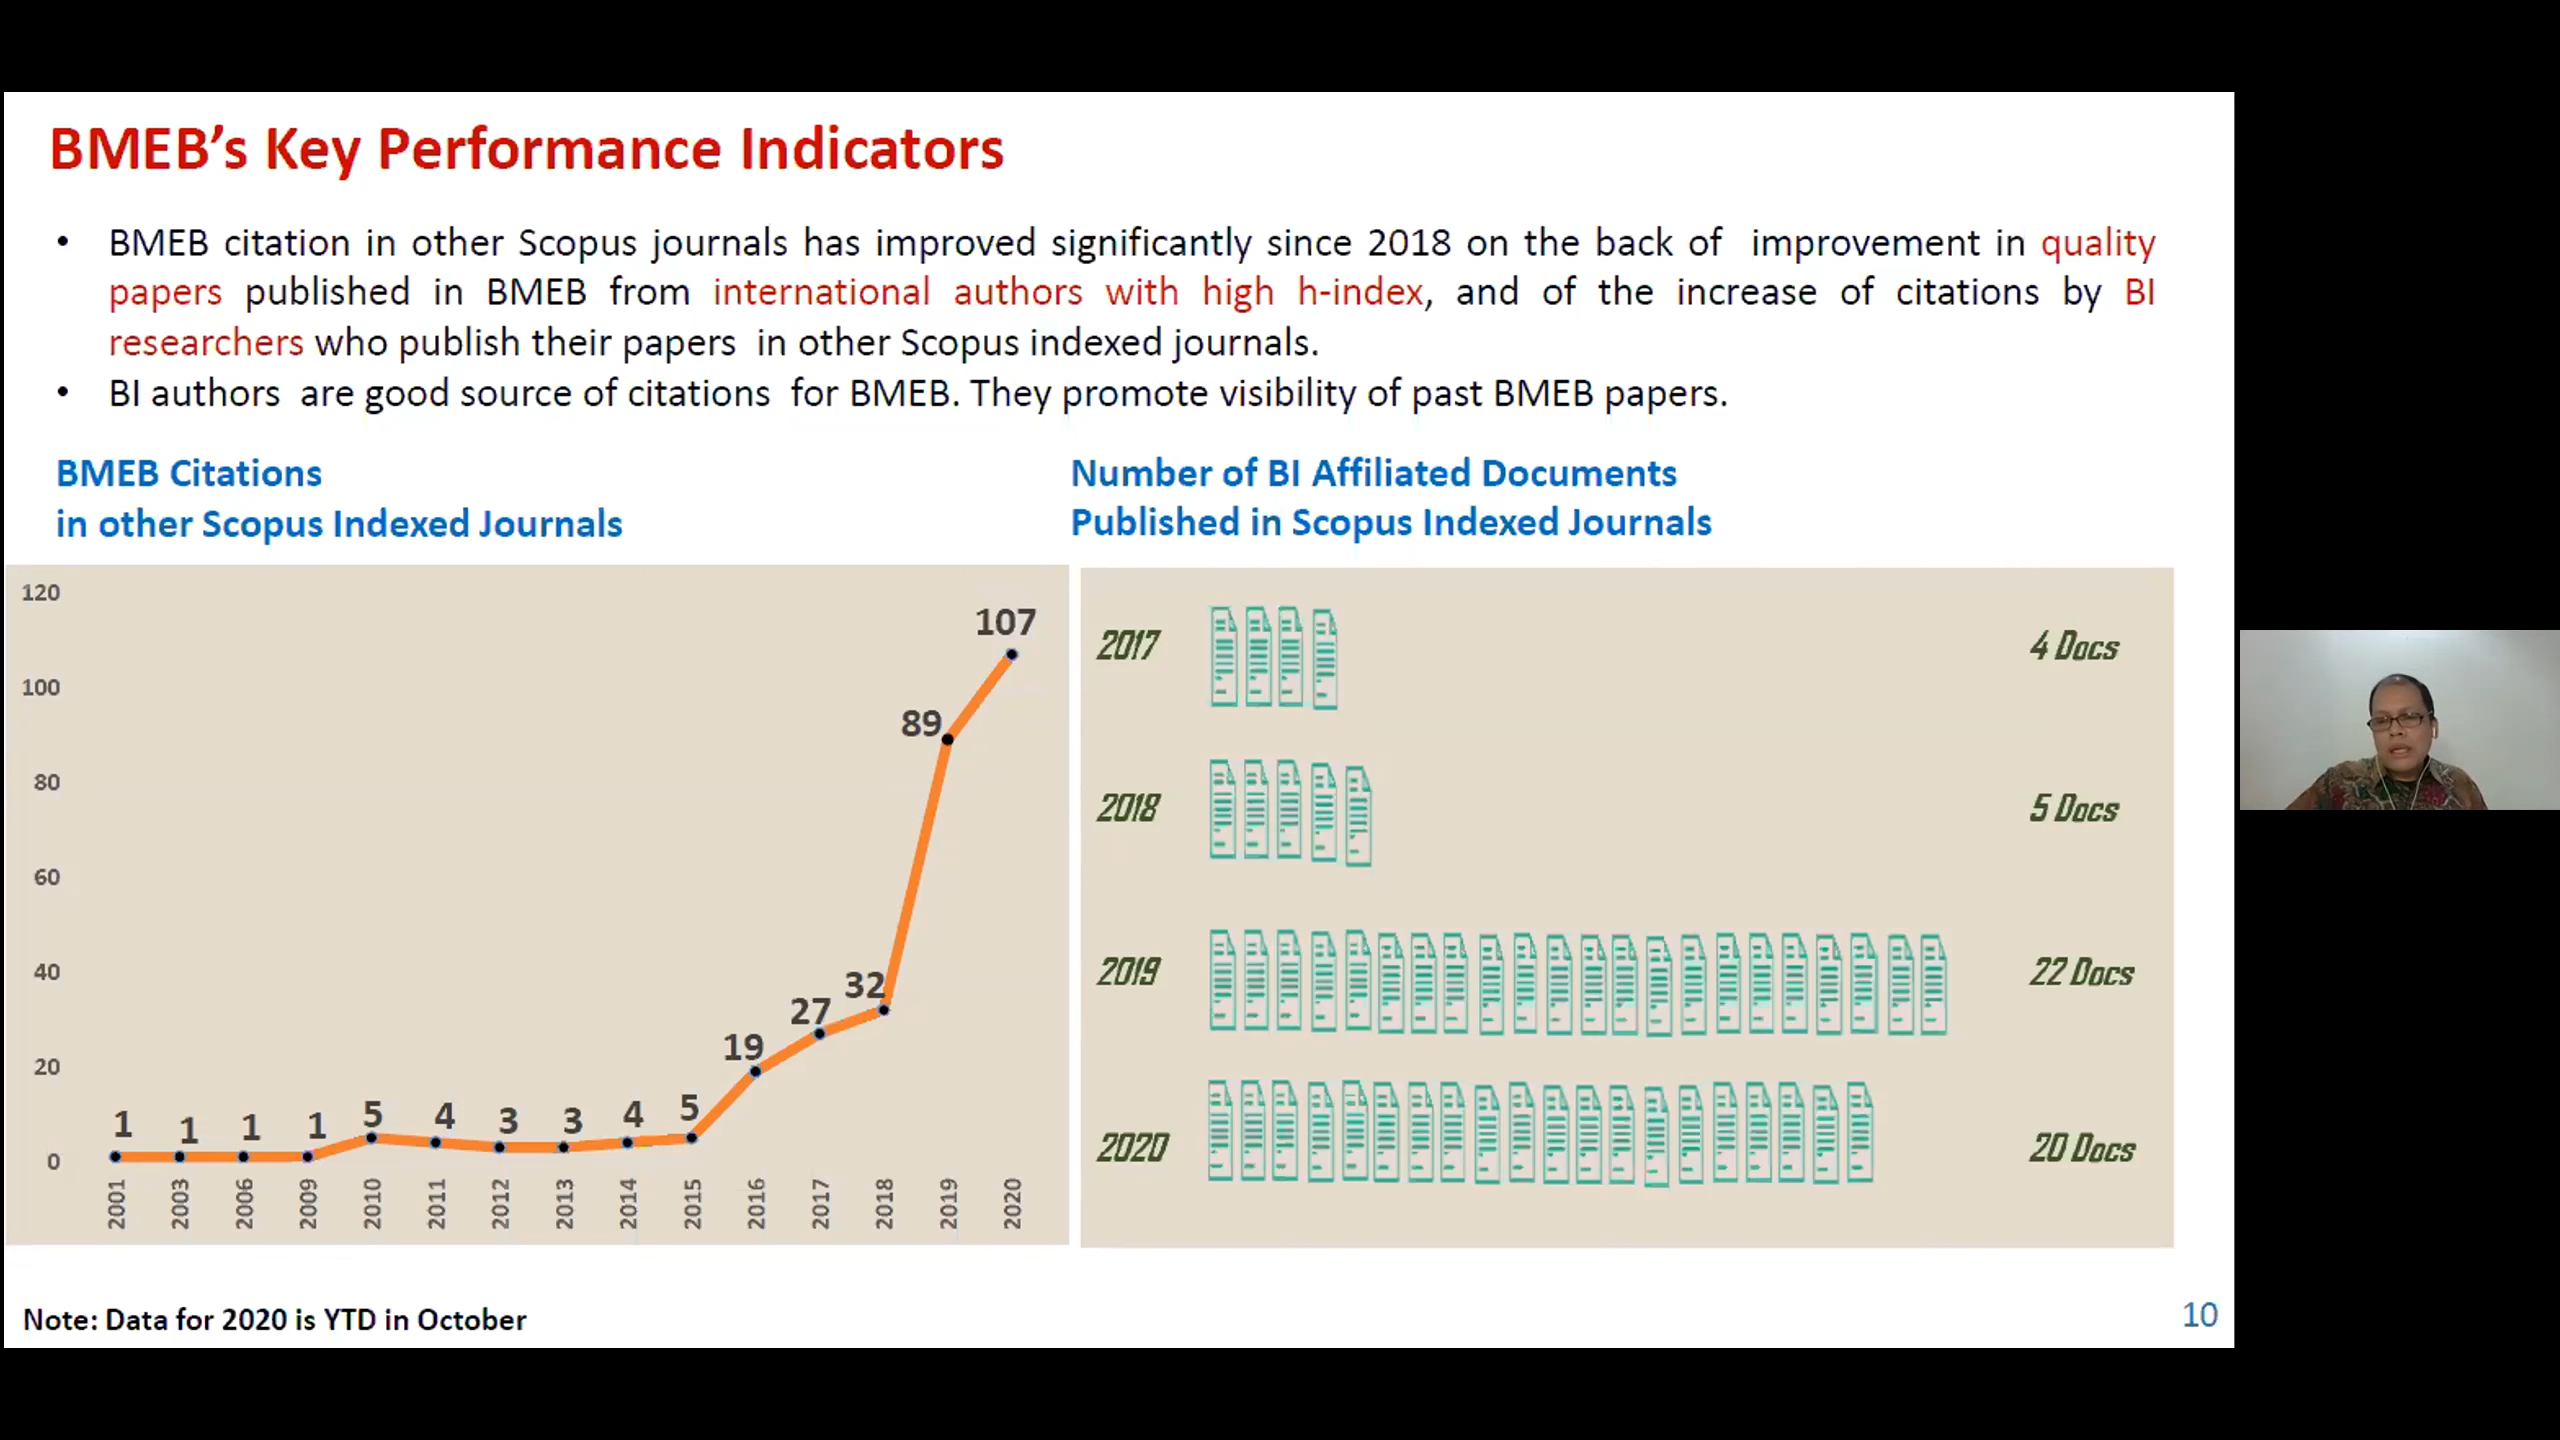 BMEB’s Key Performance Indicators
• BMEB citation in other Scopus journals has improved significantly since 2018 on the back of improvement in quality
papers published in BMEB from international authors with high h-index, and of the increase of citations by BI
researchers who publish their papers in other Scopus indexed journals.
• BI authors are good source of citations for BMEB. They promote visibility of past BMEB papers.
BMEB Citations
in other Scopus Indexed Journals
120
100
80
60
40
20
0
1 1 1 1 5 4 3 3 4 5 19 27 32 89 107
2001 2003 2006 2009 2010 2011 2012 2013 2014 2015 2016 2017 2018 2019 2020
Number of BI Affiliated Documents
Published in Scopus Indexed Journals
2017 4 Docs
2018 5 Docs
2019 22 Docs
2020 20 Docs
Note: Data for 2020 is YTD in October
10